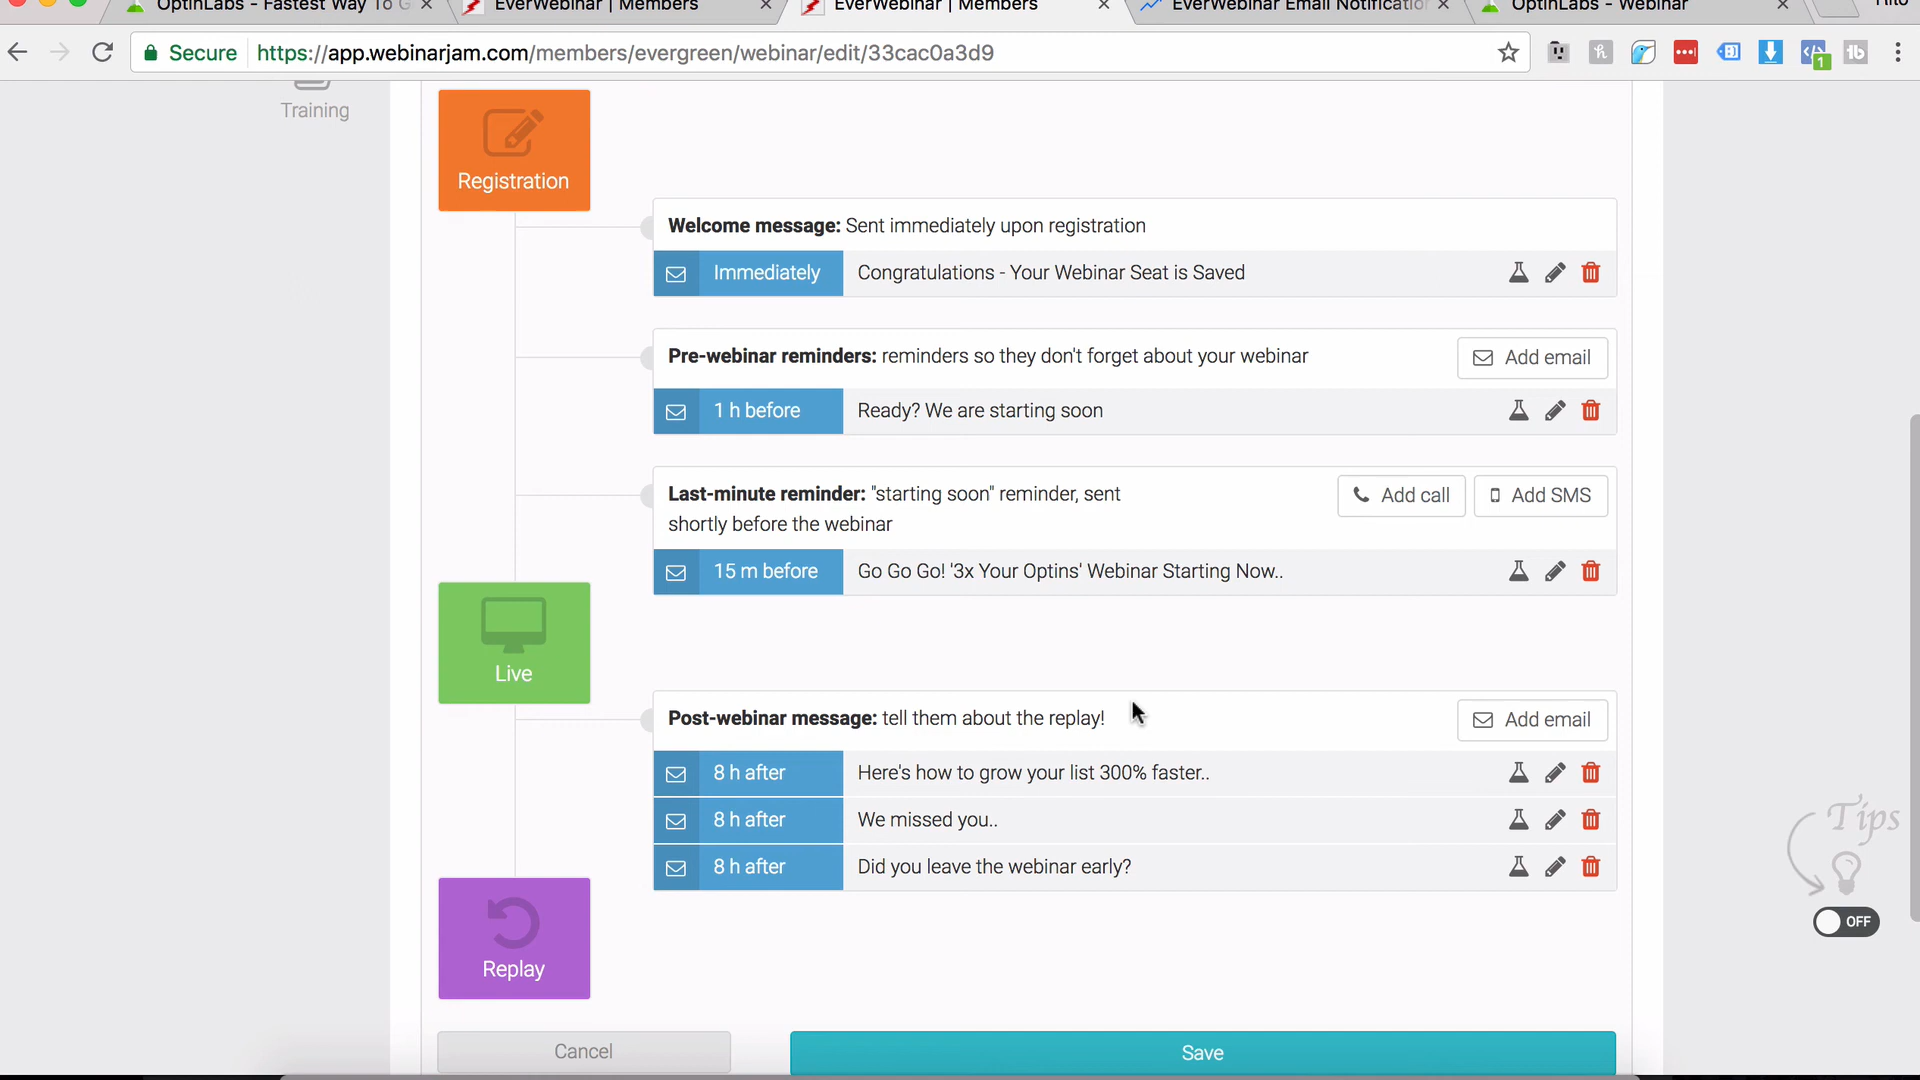 OptinLabs - Fastest Way To G
EverWebinar | Members
EverWebinar | Members
EverWebinar Email Notification
OptinLabs - Webinar
Secure https://app.webinarjam.com/members/evergreen/webinar/edit/33cac0a3d9
1
Training
Registration
Welcome message: Sent immediately upon registration
Immediately Congratulations - Your Webinar Seat is Saved
Pre-webinar reminders: reminders so they don't forget about your webinar Add email
1 h before Ready? We are starting soon
Last-minute reminder: "starting soon" reminder, sent Add call Add SMS
shortly before the webinar
15 m before Go Go Go! '3x Your Optins' Webinar Starting Now..
Live
Post-webinar message: tell them about the replay! Add email
8 h after Here's how to grow your list 300% faster..
8 h after We missed you..
8 h after Did you leave the webinar early?
Tips
OFF
Replay
Cancel
Save